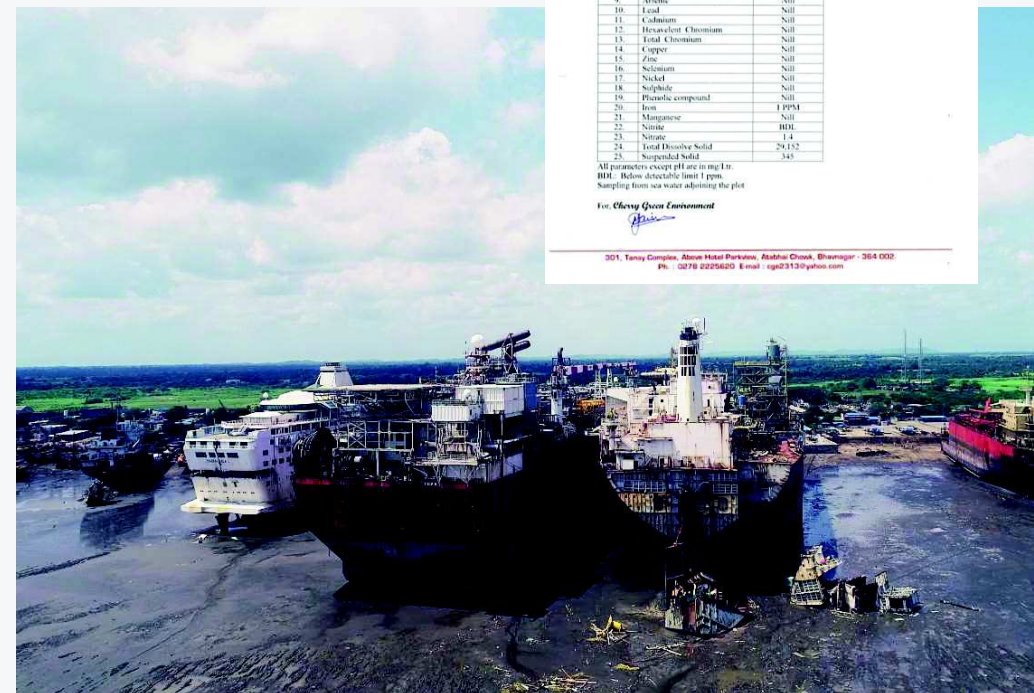 9. Arsenic Nill
10. Lead Nill
11. Cadmium Nill
12. Hexavelent Chromium Nill
13. Total Chromium Nill
14. Cupper Nill
15. Zinc Nill
16. Selenium Nill
17. Nickel Nill
18. Sulphide Nill
19. Phenolic compound Nill
20. Iron 1 PPM
21. Manganese Nill
22. Nitrite BDL
23. Nitrate 1.4
24. Total Dissolve Solid 29,152
25. Suspended Solid 345
All parameters except pH are in mg/Ltr.
BDL: Below detectable limit 1 ppm.
Sampling from sea water adjoining the plot
For, Cherry Green Environment
301, Tanay Complex, Above Hotel Parkview, Atabhai Chowk, Bhavnagar - 364 002.
Ph. : 0278 2225620 E-mail : cge2313@yahoo.com